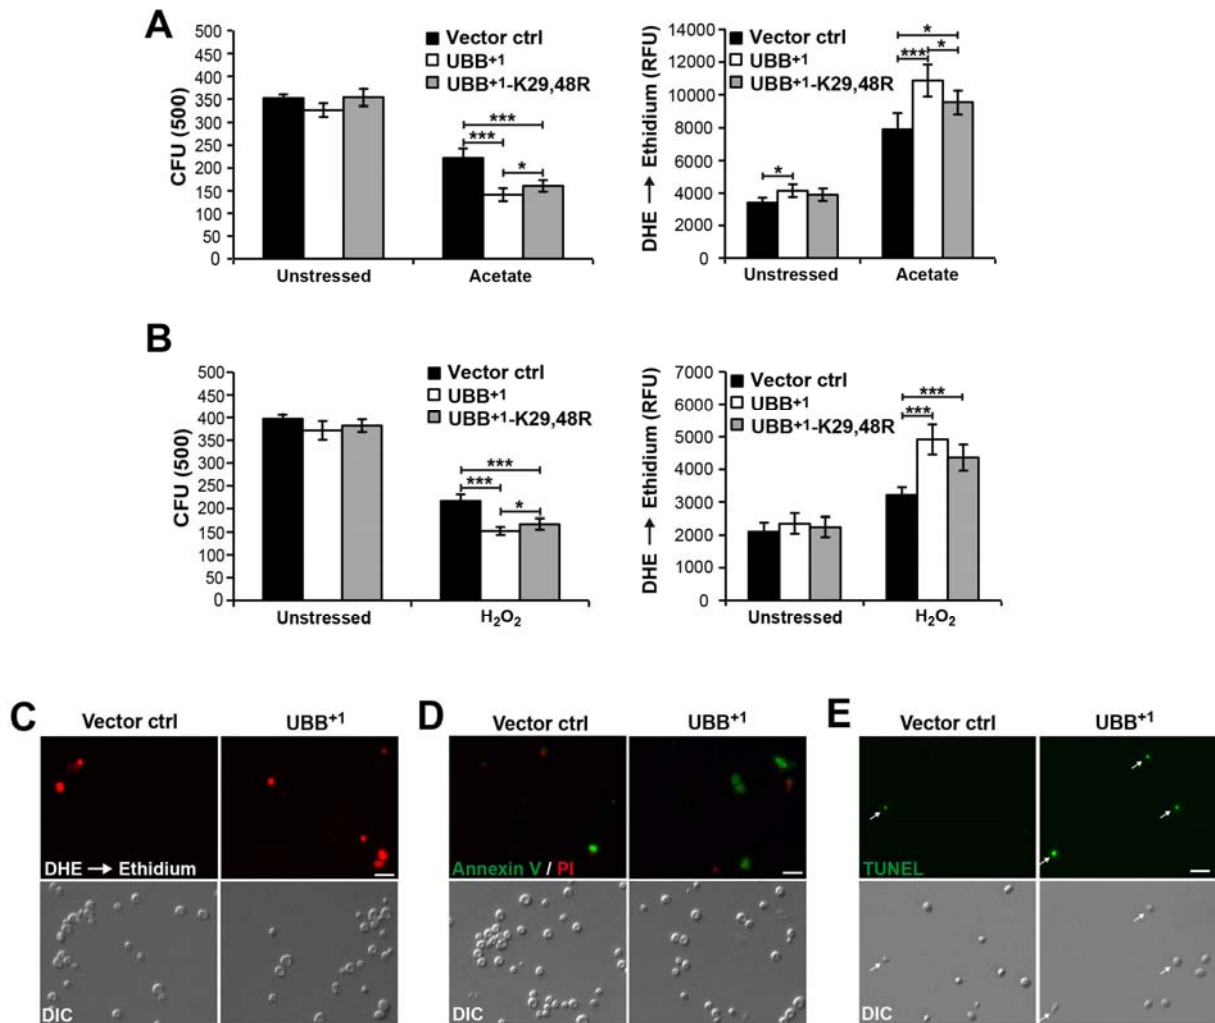 A
CFU (500)
500
450
400
350
300
250
200
150
100
50
0
Vector ctrl
UBB+1
UBB+1-K29,48R
***
***
*
Unstressed
Acetate
DHE → Ethidium (RFU)
14000
12000
10000
8000
6000
4000
2000
0
Vector ctrl
UBB+1
UBB+1-K29,48R
*
*** *
*
Unstressed
Acetate
B
CFU (500)
500
450
400
350
300
250
200
150
100
50
0
Vector ctrl
UBB+1
UBB+1-K29,48R
***
***
*
Unstressed
H2O2
DHE → Ethidium (RFU)
7000
6000
5000
4000
3000
2000
1000
0
Vector ctrl
UBB+1
UBB+1-K29,48R
***
***
Unstressed
H2O2
C
Vector ctrl
UBB+1
DHE → Ethidium
DIC
D
Vector ctrl
UBB+1
Annexin V / PI
DIC
E
Vector ctrl
UBB+1
TUNEL
DIC